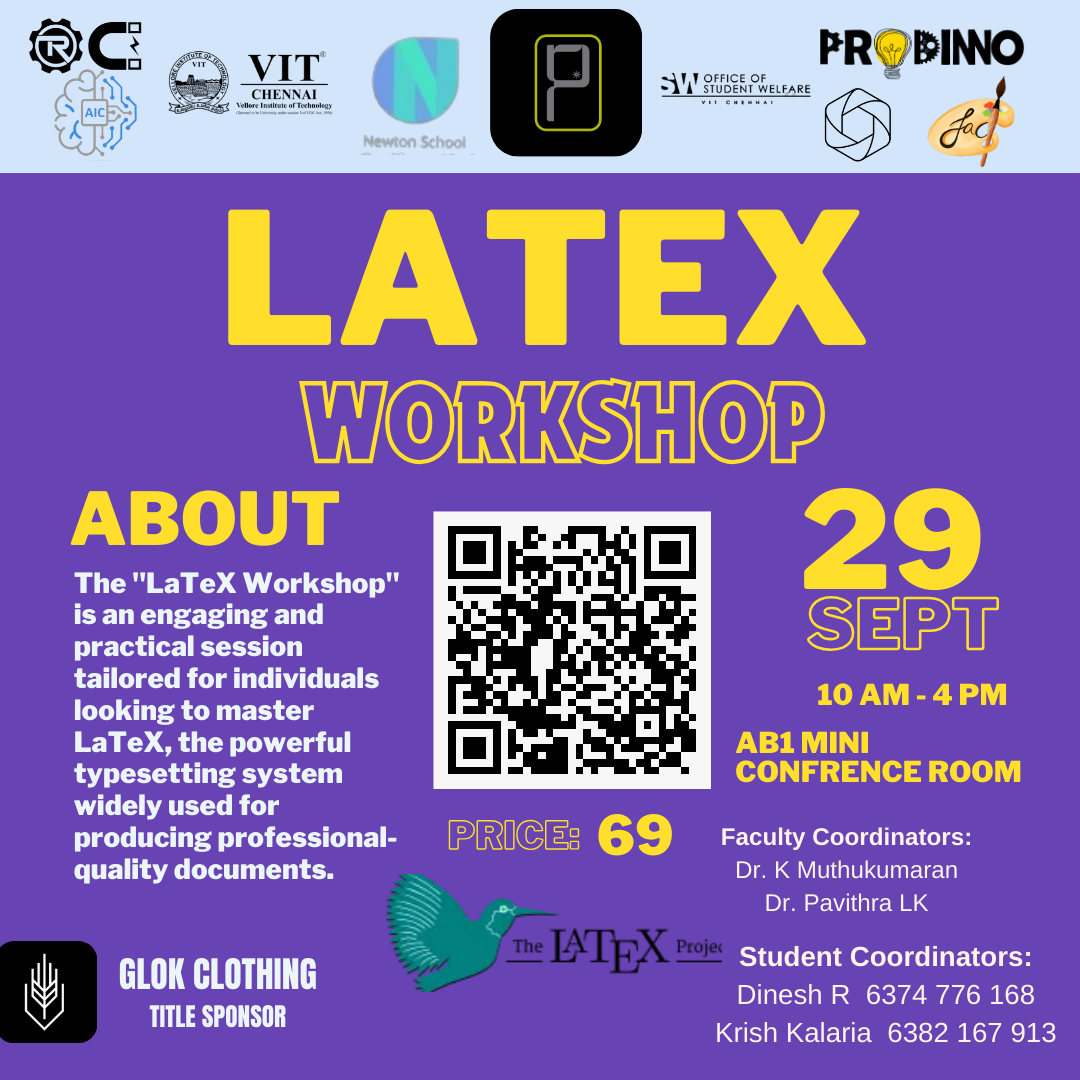 AIC
VIT
VIT®
CHENNAI
Vellore Institute of Technology
Newton School
SW OFFICE OF
STUDENT WELFARE
VIT CHENNAI
PRODINNO
fac
LATEX
WORKSHOP
ABOUT
The "LaTeX Workshop"
is an engaging and
practical session
tailored for individuals
looking to master
LaTeX, the powerful
typesetting system
widely used for
producing professional-
quality documents.
PRICE: 69
29
SEPT
10 AM - 4 PM
AB1 MINI
CONFRENCE ROOM
Faculty Coordinators:
Dr. K Muthukumaran
Dr. Pavithra LK
Student Coordinators:
Dinesh R 6374 776 168
Krish Kalaria 6382 167 913
The LATEX Projec
GLOK CLOTHING
TITLE SPONSOR